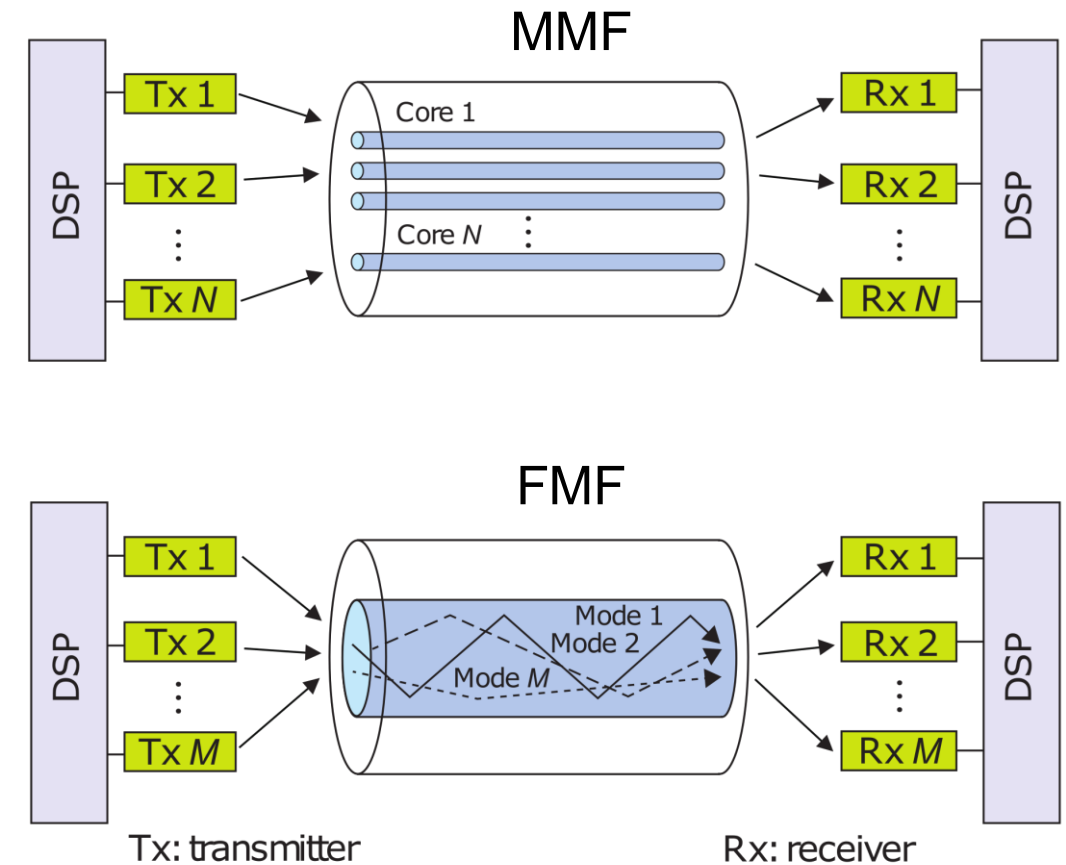 MMF
DSP
Tx 1
Tx 2
⋮
Tx N
Core 1
Core N
⋮
Rx 1
Rx 2
⋮
Rx N
DSP
FMF
DSP
Tx 1
Tx 2
⋮
Tx M
Mode 1
Mode 2
Mode M
Rx 1
Rx 2
⋮
Rx M
DSP
Tx: transmitter
Rx: receiver